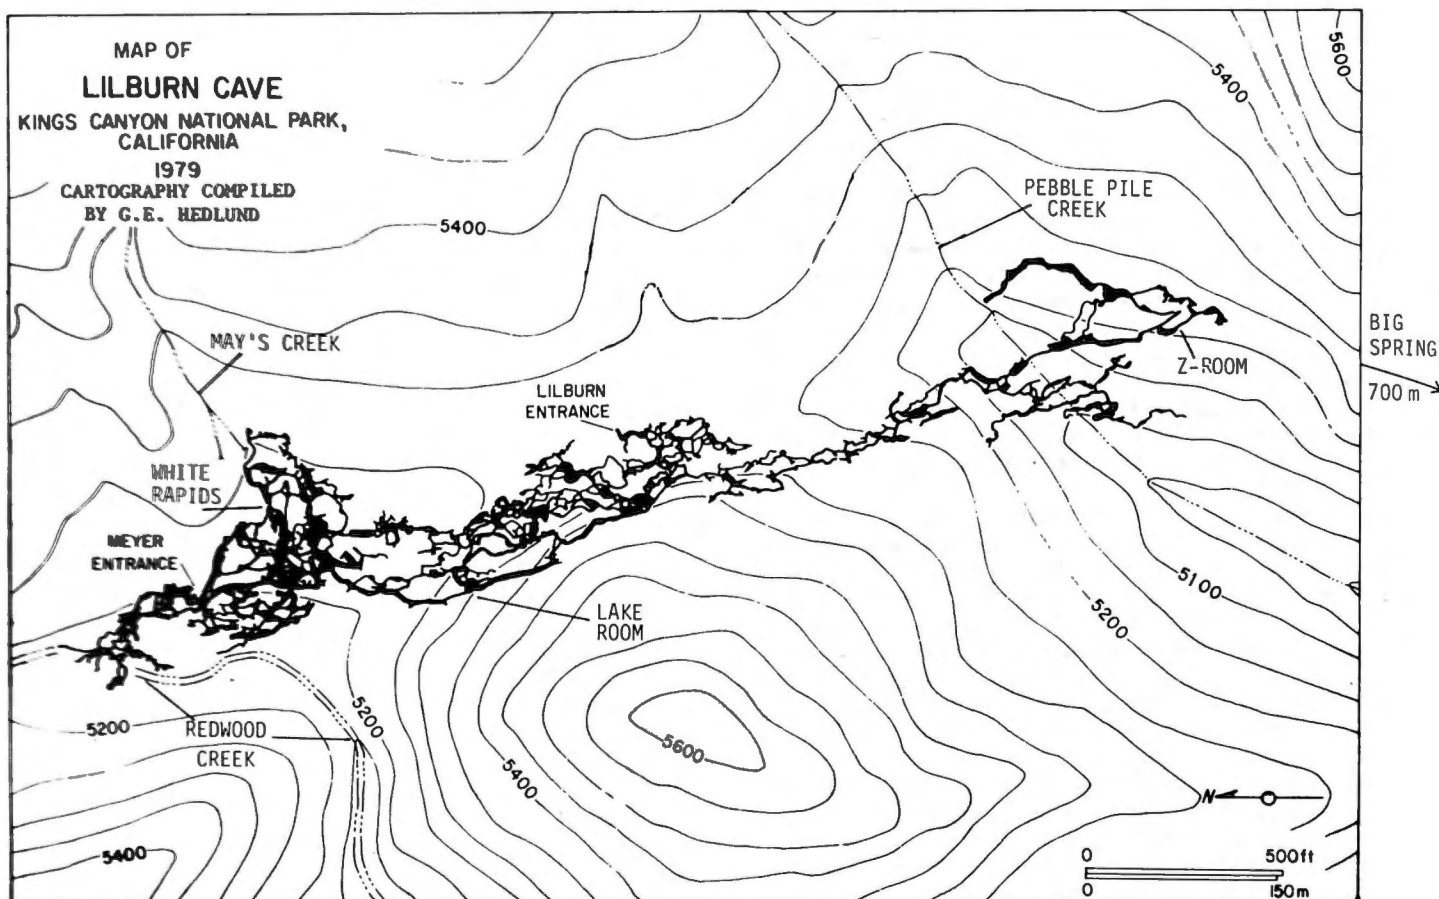 MAP OF
LILBURN CAVE
KINGS CANYON NATIONAL PARK,
CALIFORNIA
1979
CARTOGRAPHY COMPILED
BY G.E. HEDLUND
5600
5400
5400
PEBBLE PILE
CREEK
MAY'S CREEK
BIG
SPRING
700 m
Z-ROOM
LILBURN
ENTRANCE
WHITE
RAPIDS
MEYER
ENTRANCE
LAKE
ROOM
5100
5200
5200
5200
REDWOOD
CREEK
5600
5400
5400
N
0 500ft
0 150m